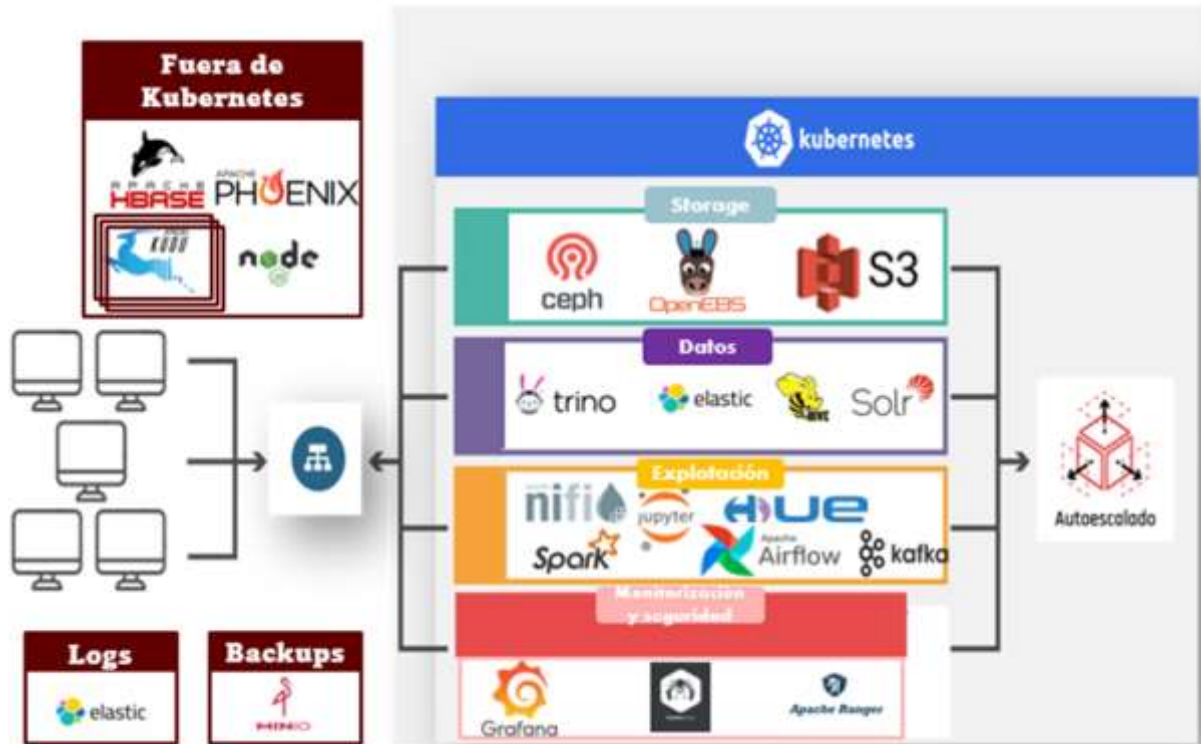 Fuera de
Kubernetes
APACHE
HBASE
APACHE
PHOENIX
KUDU
node
kubernetes
Storage
ceph
OpenEBS
S3
Datos
trino
elastic
HIVE
Solr
Explotación
nifi
jupyter
HUE
Spark
Apache
Airflow
kafka
Monitorización
y seguridad
Grafana
Apache Ranger
Autoescalado
Logs
elastic
Backups
MINIO